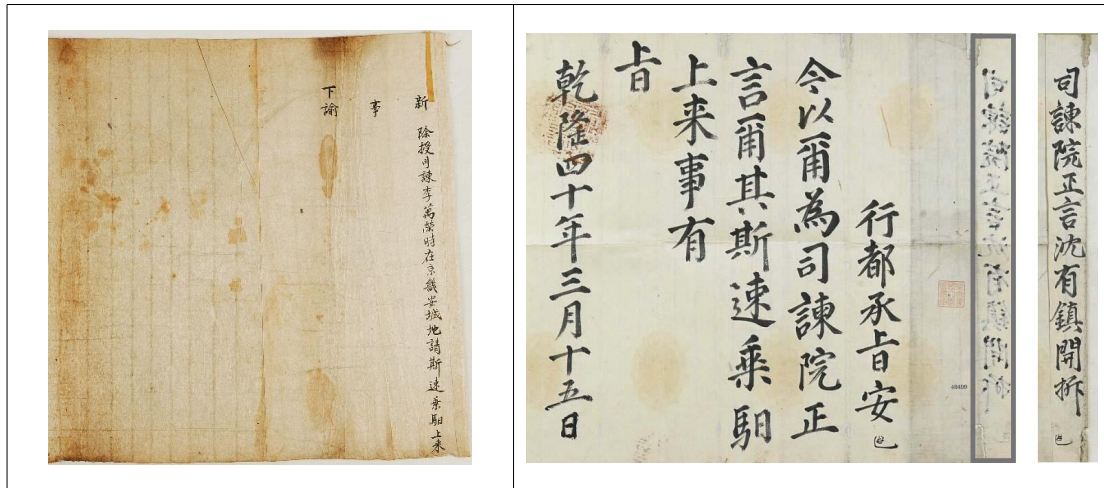 新 除授司諫李萬榮時在京畿安城地請斯速乘馹上來
事
下諭
司諫院正言沈有鎮開拆
行都承旨安
今以爾為司諫院正
言爾其斯速乘馹
上來事有
旨
乾隆四十年三月十五日